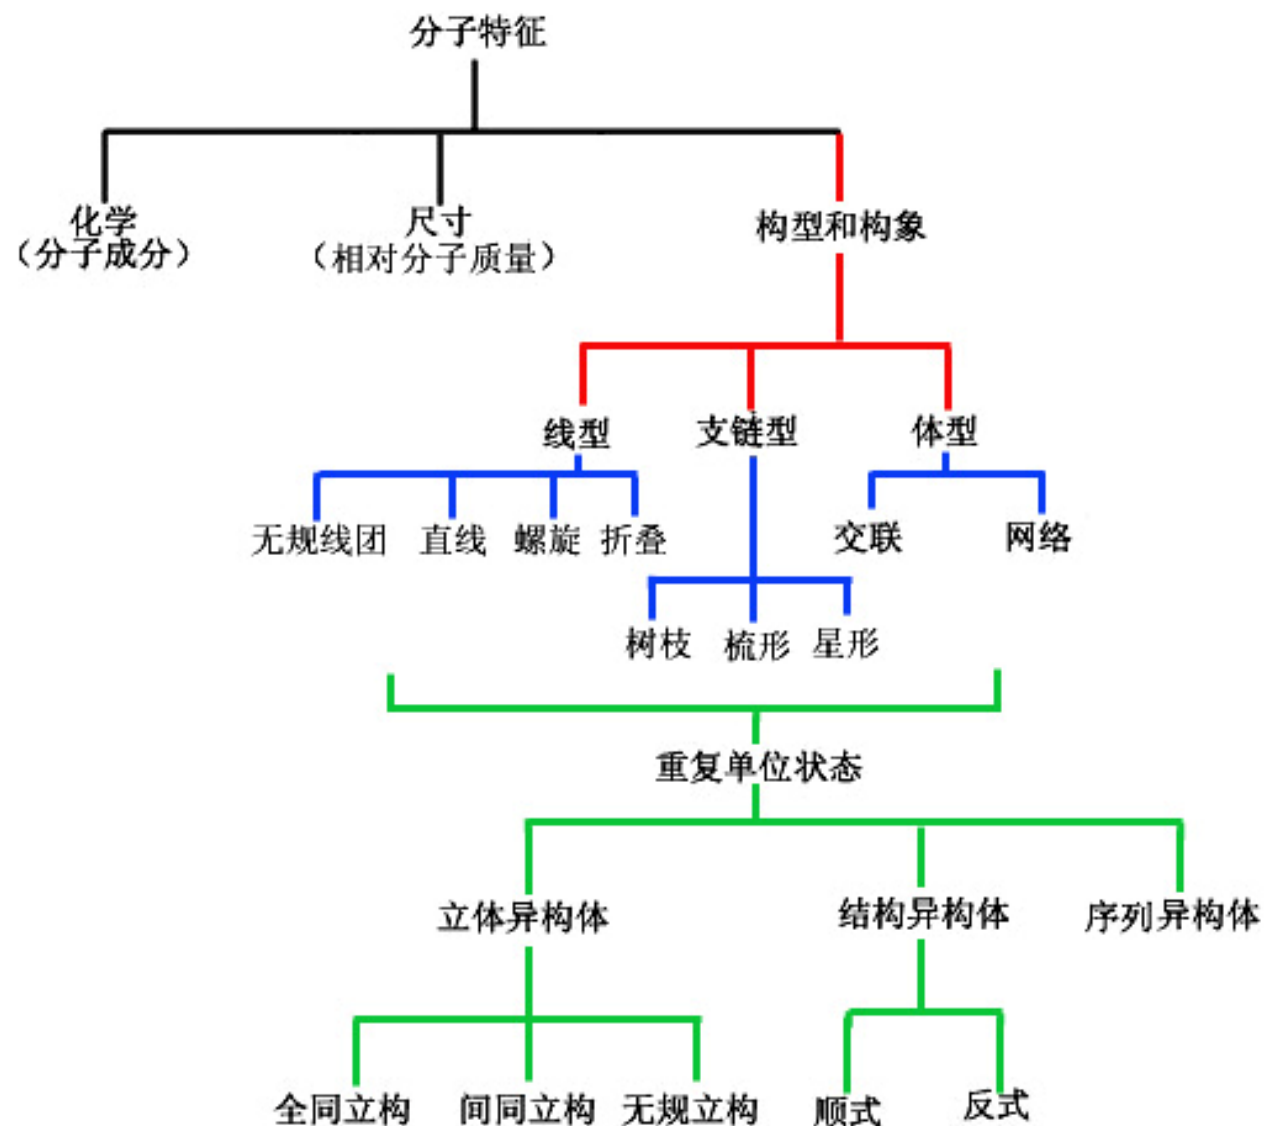 分子特征
化学
（分子成分）
尺寸
（相对分子质量）
构型和构象
线型
支链型
体型
无规线团
直线
螺旋
折叠
交联
网络
树枝
梳形
星形
重复单位状态
立体异构体
结构异构体
序列异构体
全同立构
间同立构
无规立构
顺式
反式